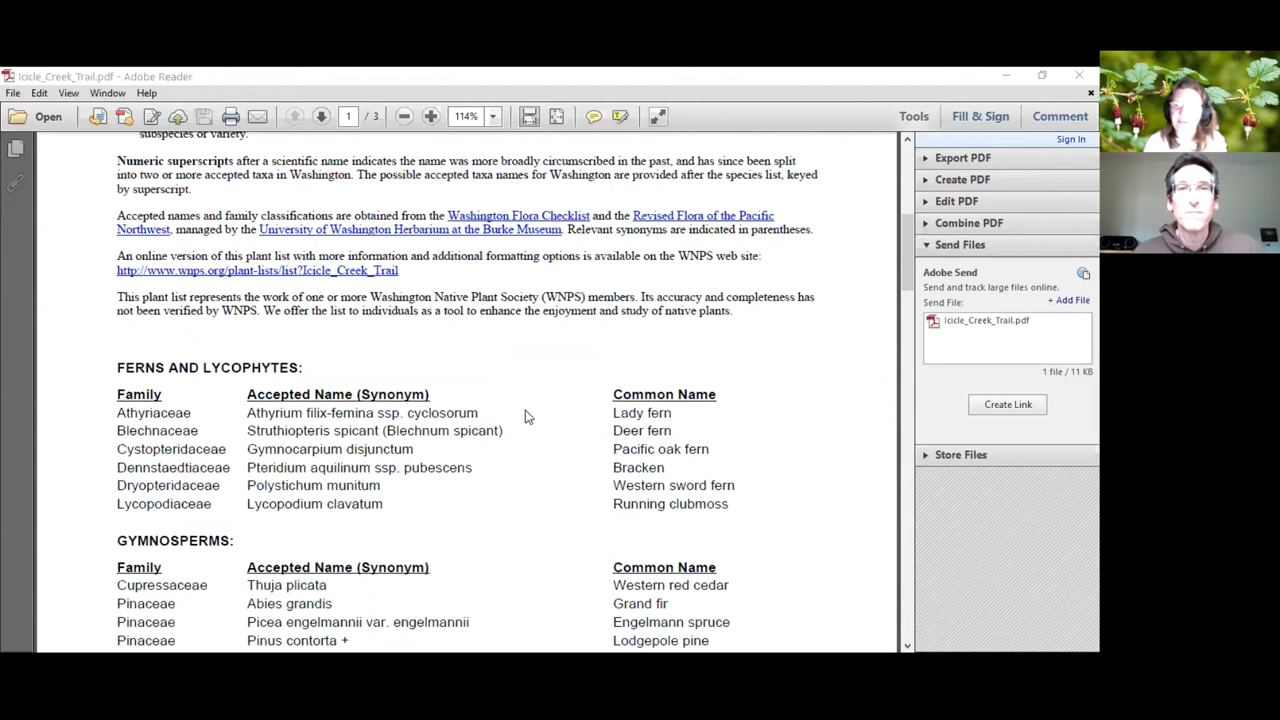 Icicle_Creek_Trail.pdf - Adobe Reader
File Edit View Window Help
Open 1 / 3 114% Tools Fill & Sign Comment
subspecies or variety.
Numeric superscripts after a scientific name indicates the name was more broadly circumscribed in the past, and has since been split
into two or more accepted taxa in Washington. The possible accepted taxa names for Washington are provided after the species list, keyed
by superscript.
Accepted names and family classifications are obtained from the Washington Flora Checklist and the Revised Flora of the Pacific
Northwest, managed by the University of Washington Herbarium at the Burke Museum. Relevant synonyms are indicated in parentheses.
An online version of this plant list with more information and additional formatting options is available on the WNPS web site:
http://www.wnps.org/plant-lists/list?Icicle_Creek_Trail
This plant list represents the work of one or more Washington Native Plant Society (WNPS) members. Its accuracy and completeness has
not been verified by WNPS. We offer the list to individuals as a tool to enhance the enjoyment and study of native plants.
FERNS AND LYCOPHYTES:
Family Accepted Name (Synonym) Common Name
Athyriaceae Athyrium filix-femina ssp. cyclosorum Lady fern
Blechnaceae Struthiopteris spicant (Blechnum spicant) Deer fern
Cystopteridaceae Gymnocarpium disjunctum Pacific oak fern
Dennstaedtiaceae Pteridium aquilinum ssp. pubescens Bracken
Dryopteridaceae Polystichum munitum Western sword fern
Lycopodiaceae Lycopodium clavatum Running clubmoss
GYMNOSPERMS:
Family Accepted Name (Synonym) Common Name
Cupressaceae Thuja plicata Western red cedar
Pinaceae Abies grandis Grand fir
Pinaceae Picea engelmannii var. engelmannii Engelmann spruce
Pinaceae Pinus contorta + Lodgepole pine
Sign In
Export PDF
Create PDF
Edit PDF
Combine PDF
Send Files
Adobe Send
Send and track large files online.
Send File: + Add File
Icicle_Creek_Trail.pdf
1 file / 11 KB
Create Link
Store Files